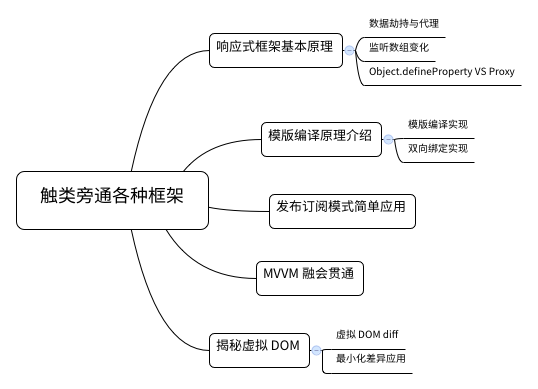 触类旁通各种框架
响应式框架基本原理
数据劫持与代理
监听数组变化
Object.defineProperty VS Proxy
模版编译原理介绍
模版编译实现
双向绑定实现
发布订阅模式简单应用
MVVM 融会贯通
揭秘虚拟 DOM
虚拟 DOM diff
最小化差异应用